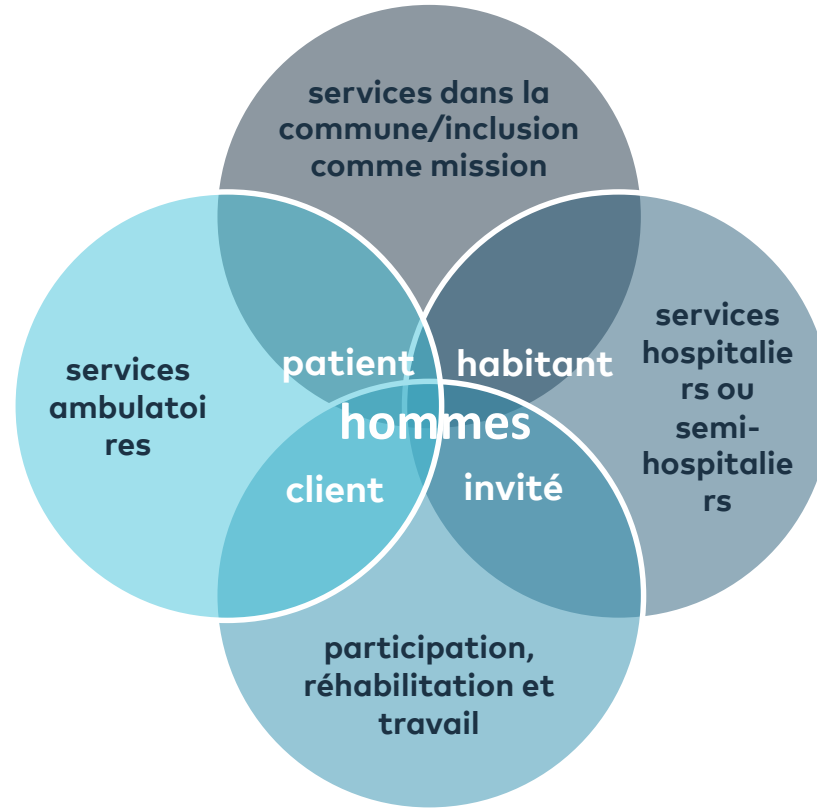 services dans la
commune/inclusion
comme mission
services
ambulatoi
res
patient
habitant
hommes
client
invité
services
hospitalie
rs ou
semi-
hospitalie
rs
participation,
réhabilitation et
travail